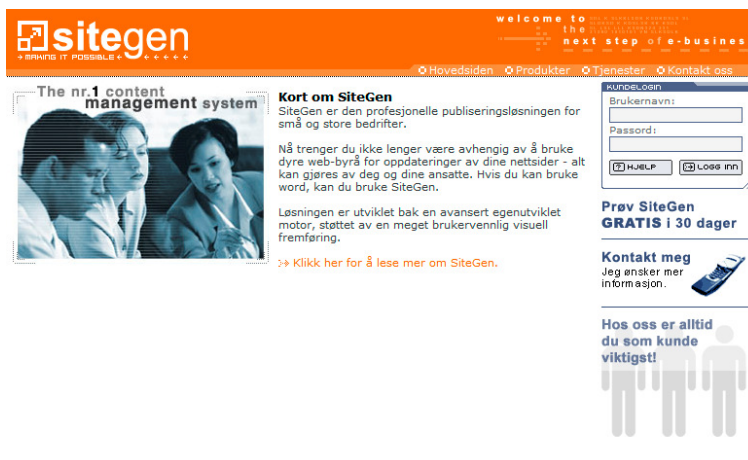 sitegen
MAKING IT POSSIBLE
welcome to
the
next step of e-busines
Hovedsiden Produkter Tjenester Kontakt oss
The nr.1 content
management system
Kort om SiteGen
SiteGen er den profesjonelle publiseringsløsningen for
små og store bedrifter.
Nå trenger du ikke lenger være avhengig av å bruke
dyre web-byrå for oppdateringer av dine nettsider - alt
kan gjøres av deg og dine ansatte. Hvis du kan bruke
word, kan du bruke SiteGen.
Løsningen er utviklet bak en avansert egenutviklet
motor, støttet av en meget brukervennlig visuell
fremføring.
Klikk her for å lese mer om SiteGen.
KUNDELOGIN
Brukernavn:
Passord:
HJELP LOGG INN
Prøv SiteGen
GRATIS i 30 dager
Kontakt meg
Jeg ønsker mer
informasjon.
Hos oss er alltid
du som kunde
viktigst!